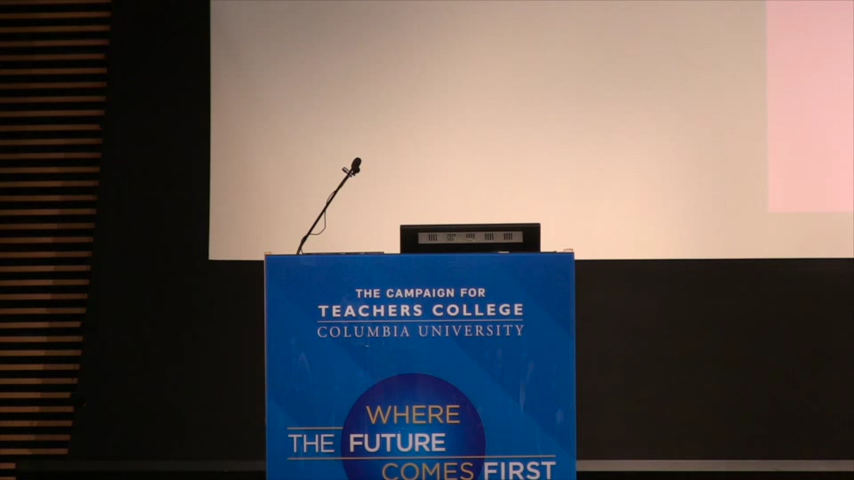 THE CAMPAIGN FOR
TEACHERS COLLEGE
COLUMBIA UNIVERSITY
WHERE
THE FUTURE
COMES FIRST